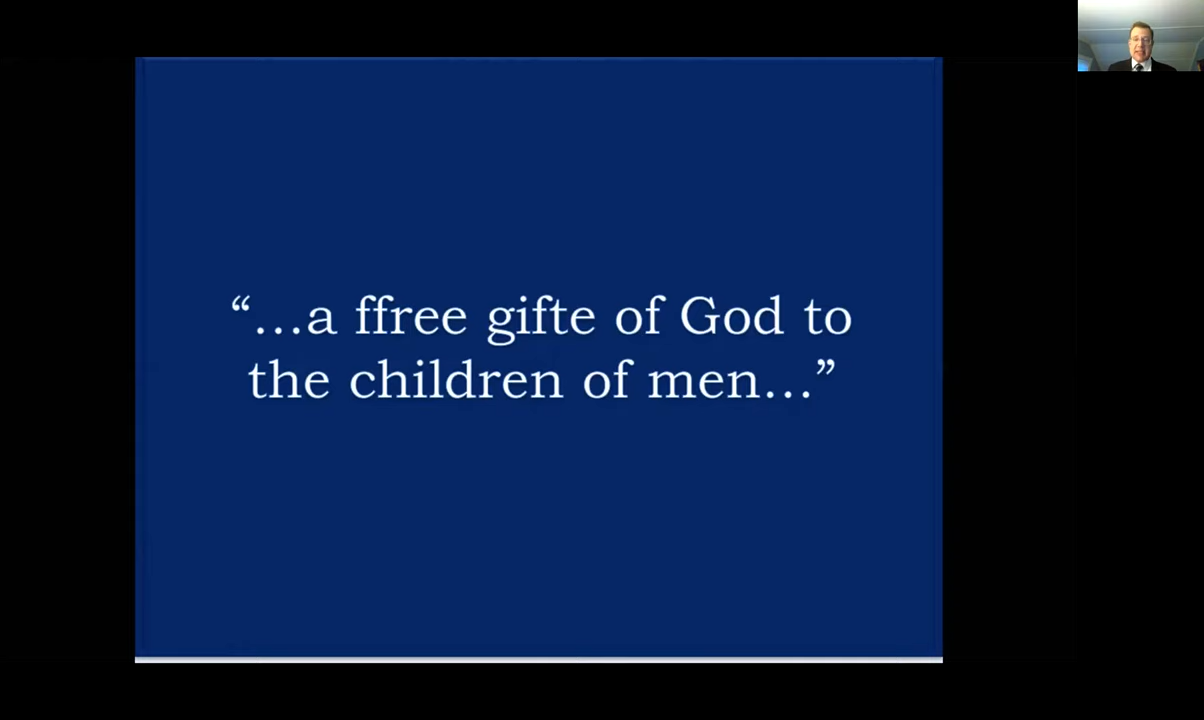 “…a ffree gifte of God to
the children of men…”